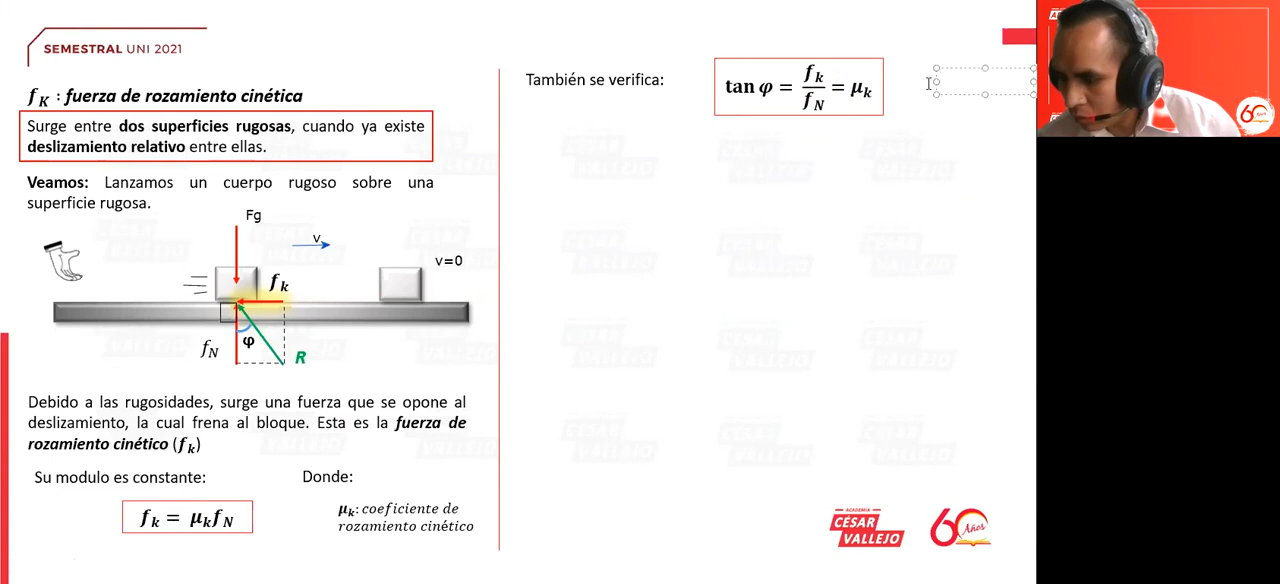 SEMESTRAL UNI 2021
f_K : fuerza de rozamiento cinética
Surge entre dos superficies rugosas, cuando ya existe
deslizamiento relativo entre ellas.
Veamos: Lanzamos un cuerpo rugoso sobre una
superficie rugosa.
Fg
v
v=0
f_k
f_N
φ
R
Debido a las rugosidades, surge una fuerza que se opone al
deslizamiento, la cual frena al bloque. Esta es la fuerza de
rozamiento cinético (f_k)
Su modulo es constante:
f_k = μ_k f_N
Donde:
μ_k: coeficiente de
rozamiento cinético
También se verifica:
tan φ = f_k / f_N = μ_k
ACADEMIA
CÉSAR
VALLEJO
60 Años
60 Años